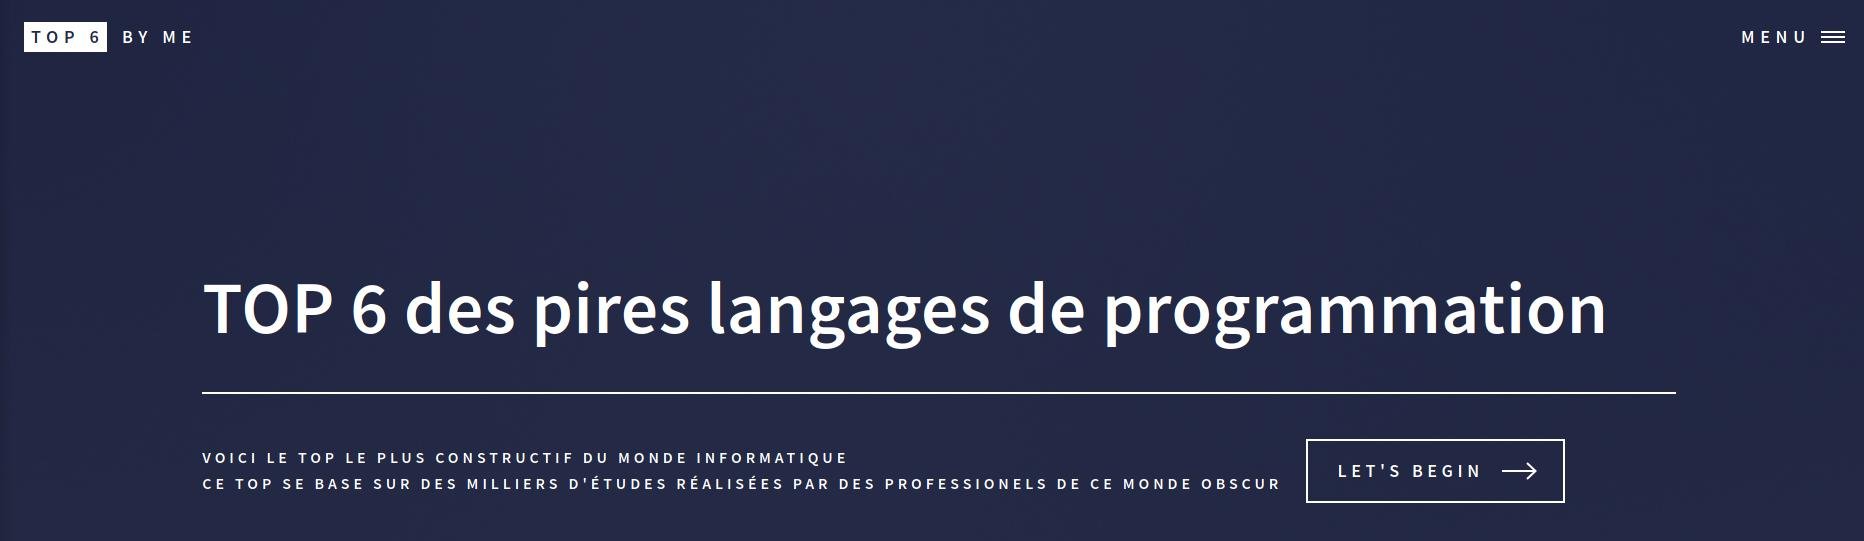 TOP 6 BY ME
MENU
TOP 6 des pires langages de programmation
VOICI LE TOP LE PLUS CONSTRUCTIF DU MONDE INFORMATIQUE
CE TOP SE BASE SUR DES MILLIERS D'ÉTUDES RÉALISÉES PAR DES PROFESSIONELS DE CE MONDE OBSCUR
LET'S BEGIN